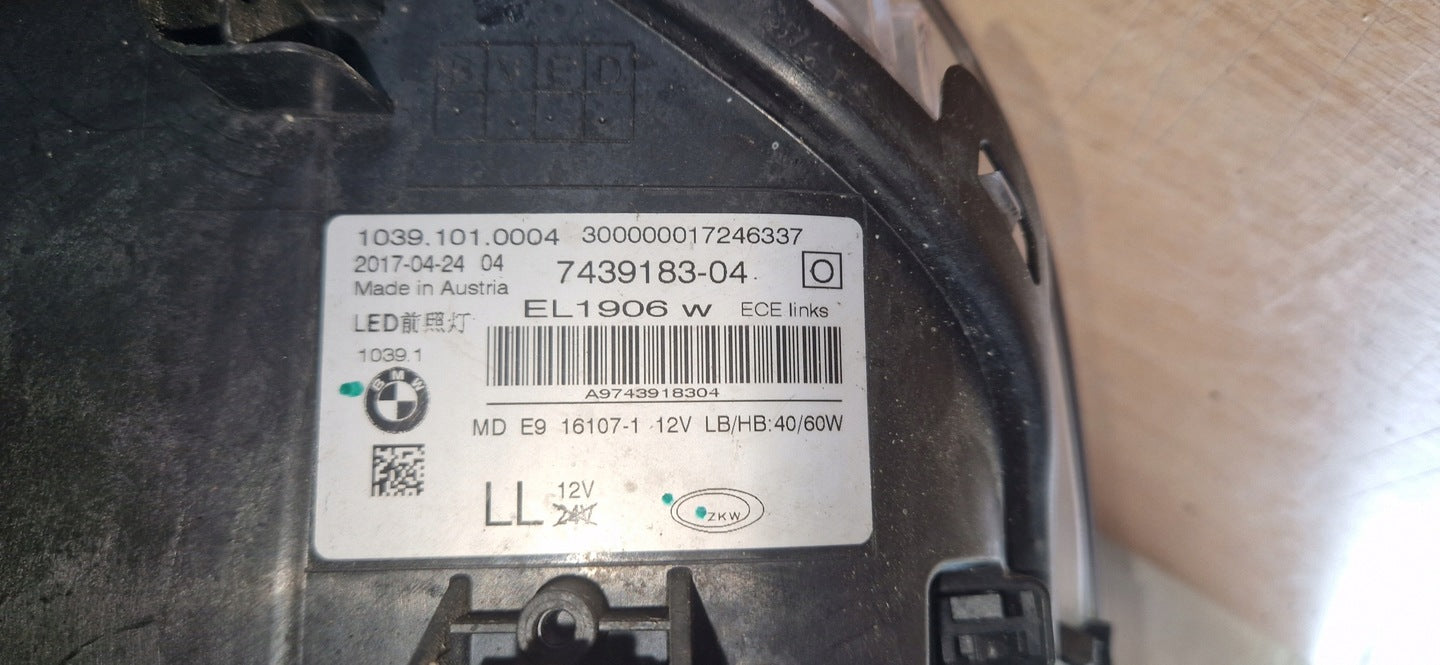 1039.101.0004 300000017246337
2017-04-24 04 7439183-04 O
Made in Austria EL1906 w ECE links
LED前照灯
1039.1
BMW
A9743918304
MD E9 16107-1 12V LB/HB:40/60W
LL 12V
24V
ZKW